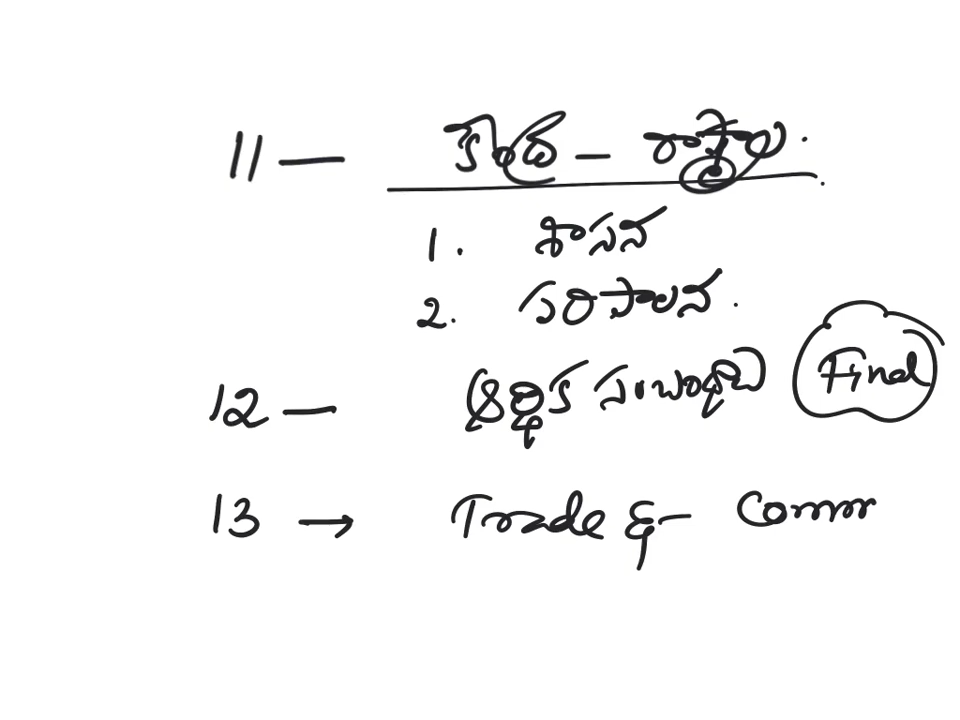 11 — కేంద్ర – రాష్ట్రాల.
1. శాసన
2. పరిపాలన.
12 — ఆర్థిక సంబంధాలు Final
13 → Trade & Comm